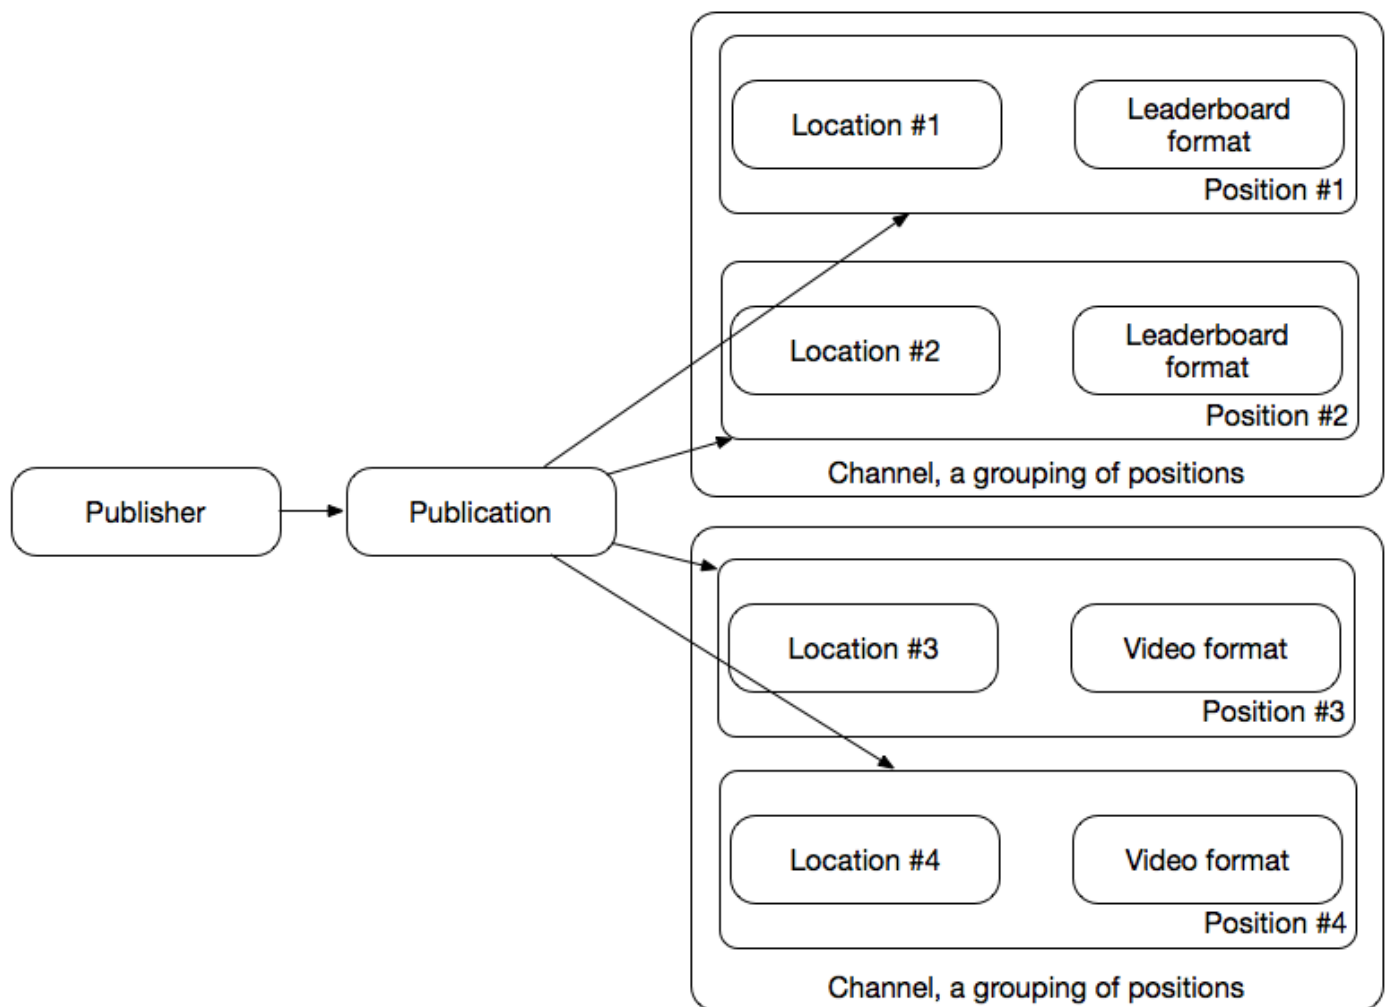 Location #1
Leaderboard
format
Position #1
Location #2
Leaderboard
format
Position #2
Channel, a grouping of positions
Publisher
Publication
Location #3
Video format
Position #3
Location #4
Video format
Position #4
Channel, a grouping of positions